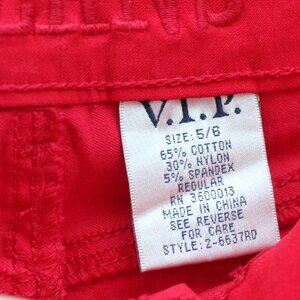 V.I.P.
SIZE: 5/6
65% COTTON
30% NYLON
5% SPANDEX
REGULAR
RN 3600013
MADE IN CHINA
SEE REVERSE
FOR CARE
STYLE: 2-6637RD